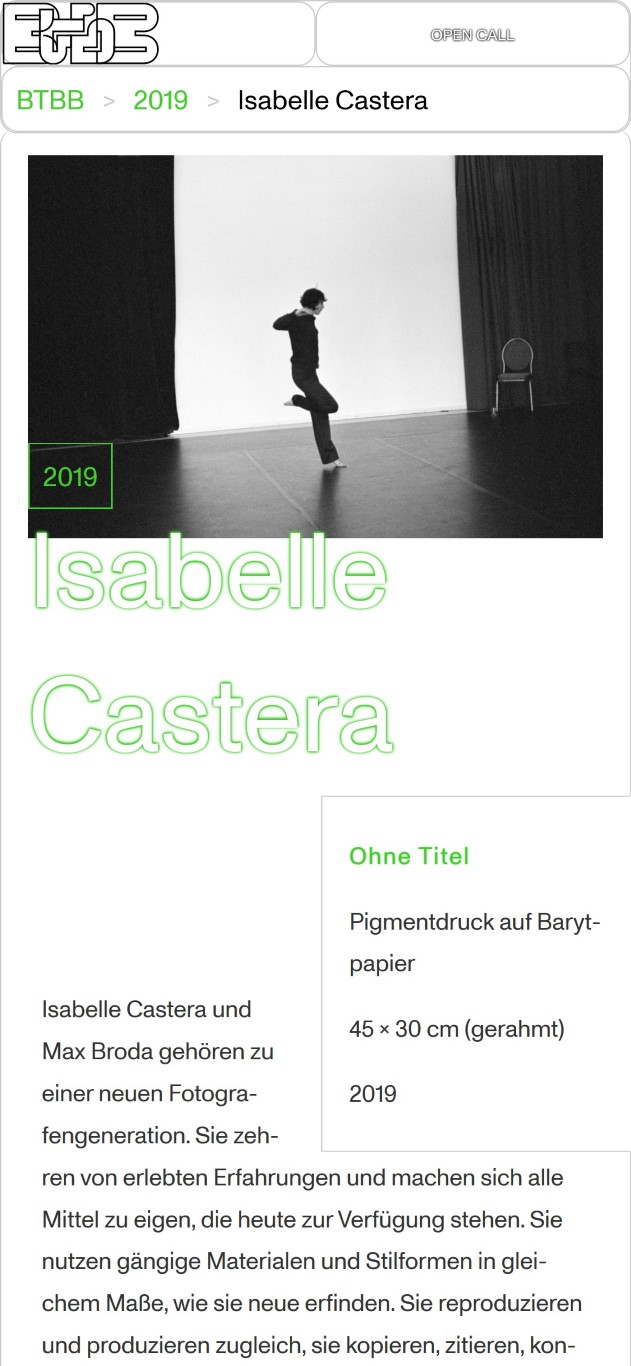 OPEN CALL
BTBB > 2019 > Isabelle Castera
2019
Isabelle
Castera
Ohne Titel
Pigmentdruck auf Baryt-
papier
45 × 30 cm (gerahmt)
2019
Isabelle Castera und
Max Broda gehören zu
einer neuen Fotogra-
fengeneration. Sie zeh-
ren von erlebten Erfahrungen und machen sich alle
Mittel zu eigen, die heute zur Verfügung stehen. Sie
nutzen gängige Materialen und Stilformen in glei-
chem Maße, wie sie neue erfinden. Sie reproduzieren
und produzieren zugleich, sie kopieren, zitieren, kon-